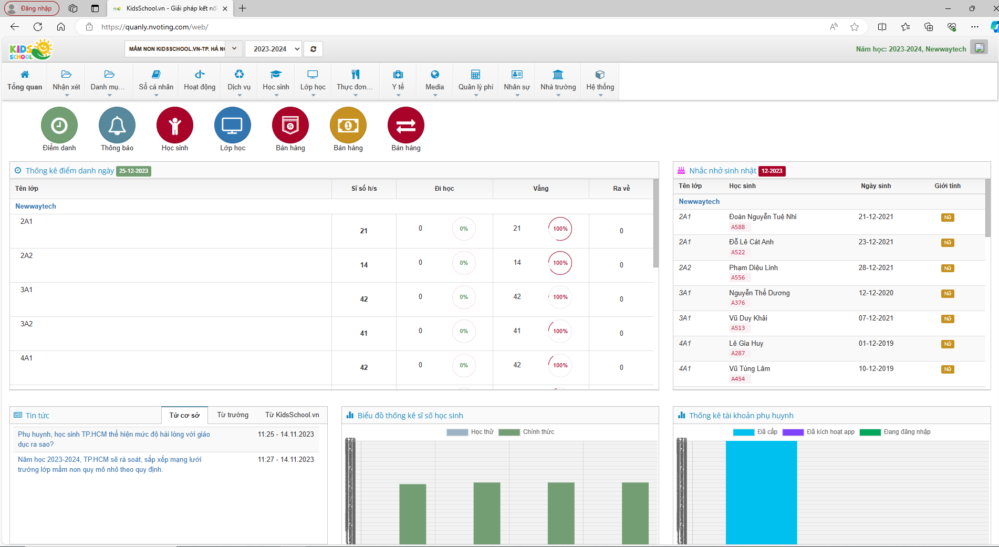 Đăng nhập
KidsSchool.vn - Giải pháp kết nối
https://quanly.nvoting.com/web/
KIDS
SCHOOL
MẦM NON KIDSSCHOOL.VN-TP. HÀ NỘ
2023-2024
Năm học: 2023-2024, Newwaytech
Tổng quan
Nhận xét
Danh mụ...
Sổ cá nhân
Hoạt động
Dịch vụ
Học sinh
Lớp học
Thực đơn...
Y tế
Media
Quản lý phí
Nhân sự
Nhà trường
Hệ thống
Điểm danh
Thông báo
Học sinh
Lớp học
Bán hàng
Bán hàng
Bán hàng
Thống kê điểm danh ngày 25-12-2023
Tên lớp Sĩ số h/s Đi học Vắng Ra về
Newwaytech
2A1 21 0 0% 21 100% 0
2A2 14 0 0% 14 100% 0
3A1 42 0 0% 42 100% 0
3A2 41 0 0% 41 100% 0
4A1 42 0 0% 42 100% 0
Nhắc nhở sinh nhật 12-2023
Tên lớp Học sinh Ngày sinh Giới tính
Newwaytech
2A1 Đoàn Nguyễn Tuệ Nhi 21-12-2021 Nữ
A588
2A1 Đỗ Lê Cát Anh 23-12-2021 Nữ
A522
2A2 Phạm Diệu Linh 28-12-2021 Nữ
A556
3A1 Nguyễn Thế Dương 12-12-2020 Nữ
A376
3A1 Vũ Duy Khải 07-12-2021 Nữ
A513
4A1 Lê Gia Huy 01-12-2019 Nữ
A287
4A1 Vũ Tùng Lâm 10-12-2019 Nữ
A454
Tin tức
Từ cơ sở Từ trường Từ KidsSchool.vn
Phụ huynh, học sinh TP.HCM thể hiện mức độ hài lòng với giáo 11:25 - 14.11.2023
dục ra sao?
Năm học 2023-2024, TP.HCM sẽ rà soát, sắp xếp mạng lưới 11:27 - 14.11.2023
trường lớp mầm non quy mô nhỏ theo quy định.
Biểu đồ thống kê sĩ số học sinh
Học thử Chính thức
Thống kê tài khoản phụ huynh
Đã cấp Đã kích hoạt app Đang đăng nhập